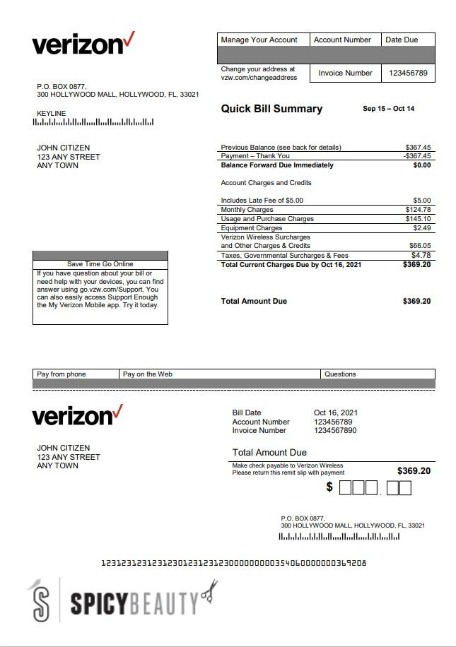 verizon
Manage Your Account Account Number Date Due
Change your address at
vzw.com/changeaddress
Invoice Number 123456789
P.O. BOX 0877,
300 HOLLYWOOD MALL, HOLLYWOOD, FL. 33021
KEYLINE
Quick Bill Summary Sep 15 – Oct 14
JOHN CITIZEN
123 ANY STREET
ANY TOWN
Previous Balance (see back for details) $367.45
Payment – Thank You -$367.45
Balance Forward Due Immediately $0.00
Account Charges and Credits
Includes Late Fee of $5.00 $5.00
Monthly Charges $124.78
Usage and Purchase Charges $145.10
Equipment Charges $2.49
Verizon Wireless Surcharges
and Other Charges & Credits $66.05
Taxes, Governmental Surcharges & Fees $4.78
Total Current Charges Due by Oct 16, 2021 $369.20
Save Time Go Online
If you have question about your bill or
need help with your devices, you can find
answer using go.vzw.com/Support. You
can also easily access Support Enough
the My Verizon Mobile app. Try it today.
Total Amount Due $369.20
Pay from phone Pay on the Web Questions
verizon
Bill Date Oct 16, 2021
Account Number 123456789
Invoice Number 1234567890
JOHN CITIZEN
123 ANY STREET
ANY TOWN
Total Amount Due
Make check payable to Verizon Wireless
Please return this remit slip with payment
$369.20
$ .
P.O. BOX 0877,
300 HOLLYWOOD MALL, HOLLYWOOD, FL, 33021
SPICYBEAUTY